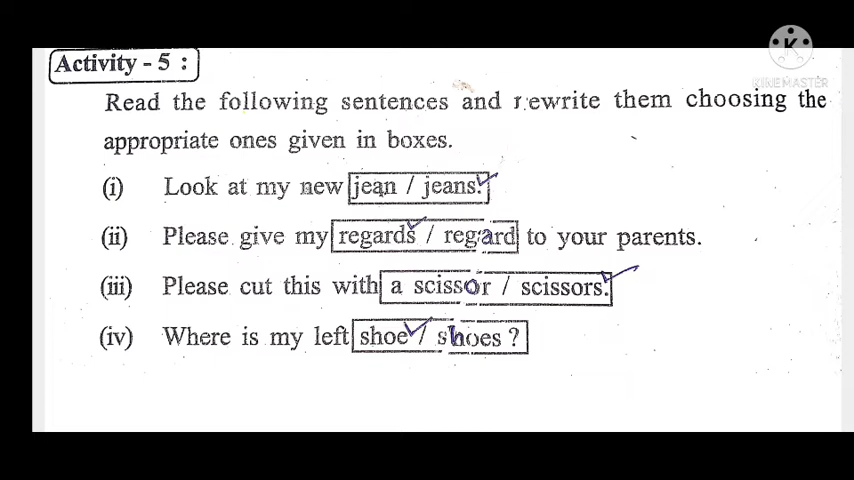 KINEMASTER
Activity - 5 :
Read the following sentences and rewrite them choosing the
appropriate ones given in boxes.
(i) Look at my new jean / jeans.
(ii) Please give my regards / regard to your parents.
(iii) Please cut this with a scissor / scissors.
(iv) Where is my left shoe / shoes ?